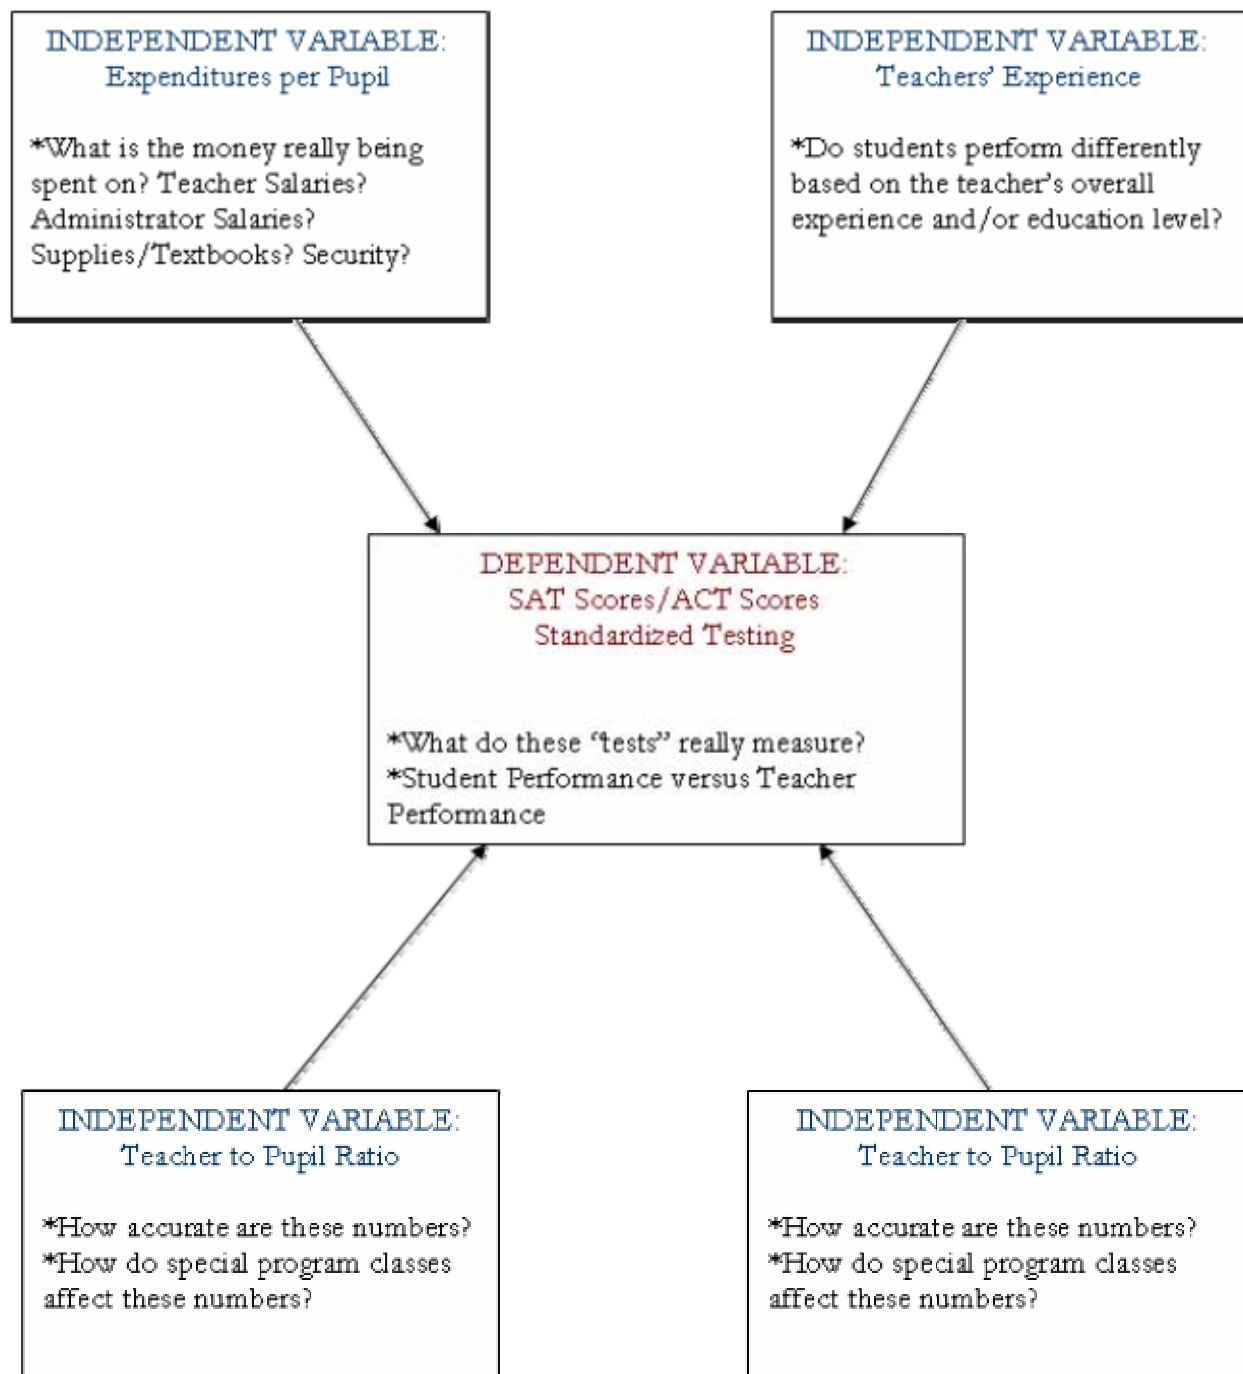 INDEPENDENT VARIABLE:
Expenditures per Pupil
*What is the money really being
spent on? Teacher Salaries?
Administrator Salaries?
Supplies/Textbooks? Security?
INDEPENDENT VARIABLE:
Teachers’ Experience
*Do students perform differently
based on the teacher’s overall
experience and/or education level?
DEPENDENT VARIABLE:
SAT Scores/ACT Scores
Standardized Testing
*What do these “tests” really measure?
*Student Performance versus Teacher
Performance
INDEPENDENT VARIABLE:
Teacher to Pupil Ratio
*How accurate are these numbers?
*How do special program classes
affect these numbers?
INDEPENDENT VARIABLE:
Teacher to Pupil Ratio
*How accurate are these numbers?
*How do special program classes
affect these numbers?